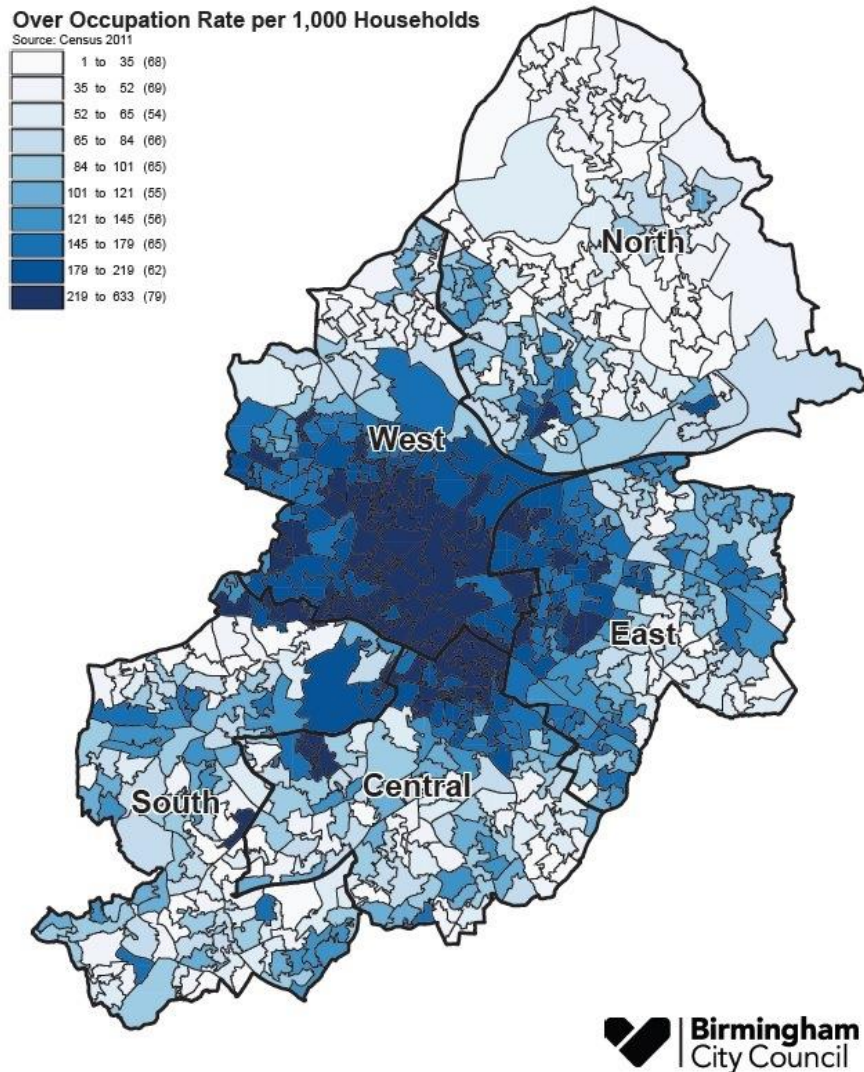 Over Occupation Rate per 1,000 Households
Source: Census 2011
1 to 35 (68)
35 to 52 (69)
52 to 65 (54)
65 to 84 (66)
84 to 101 (65)
101 to 121 (55)
121 to 145 (56)
145 to 179 (65)
179 to 219 (62)
219 to 633 (79)
North
West
East
Central
South
Birmingham
City Council